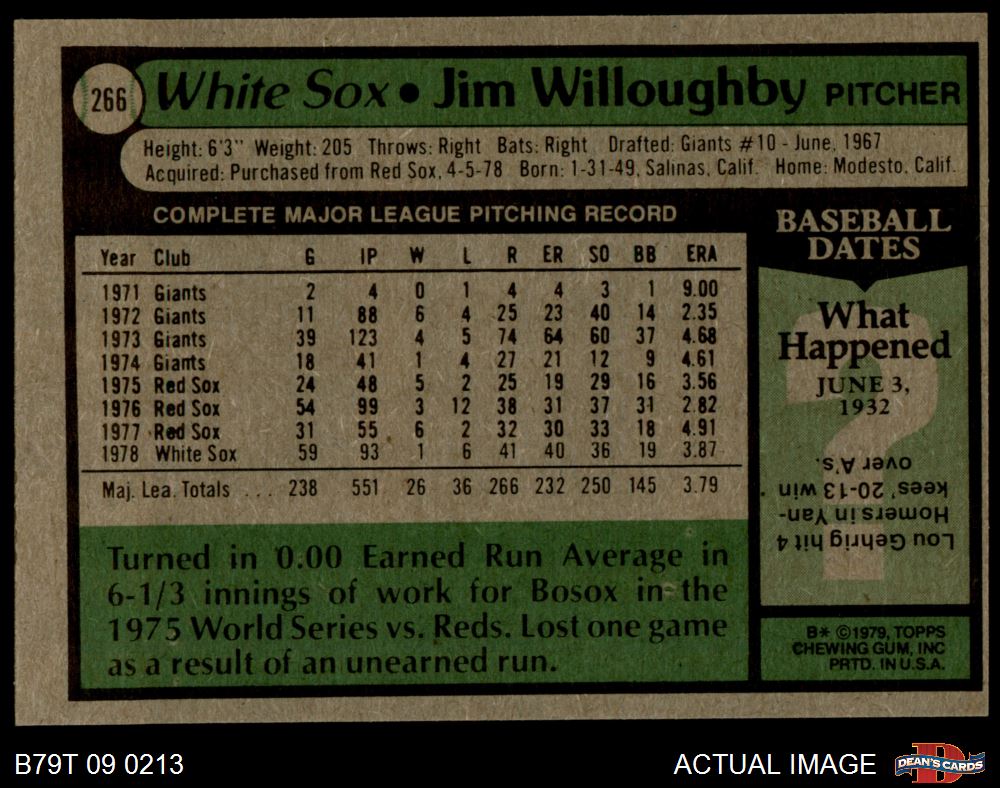 266 White Sox • Jim Willoughby PITCHER
Height: 6'3" Weight: 205 Throws: Right Bats: Right Drafted: Giants #10 - June, 1967
Acquired: Purchased from Red Sox, 4-5-78 Born: 1-31-49, Salinas, Calif. Home: Modesto, Calif.
COMPLETE MAJOR LEAGUE PITCHING RECORD
Year Club G IP W L R ER SO BB ERA
1971 Giants 2 4 0 1 4 4 3 1 9.00
1972 Giants 11 88 6 4 25 23 40 14 2.35
1973 Giants 39 123 4 5 74 64 60 37 4.68
1974 Giants 18 41 1 4 27 21 12 9 4.61
1975 Red Sox 24 48 5 2 25 19 29 16 3.56
1976 Red Sox 54 99 3 12 38 31 37 31 2.82
1977 Red Sox 31 55 6 2 32 30 33 18 4.91
1978 White Sox 59 93 1 6 41 40 36 19 3.87
Maj. Lea. Totals ... 238 551 26 36 266 232 250 145 3.79
Turned in 0.00 Earned Run Average in
6-1/3 innings of work for Bosox in the
1975 World Series vs. Reds. Lost one game
as a result of an unearned run.
BASEBALL
DATES
What
Happened
JUNE 3,
1932
Lou Gehrig hit 4
Homers in Yan-
kees' 20-13 win
over A's.
B* ©1979, TOPPS
CHEWING GUM, INC
PRTD. IN U.S.A.
B79T 09 0213
ACTUAL IMAGE
DEAN'S CARDS